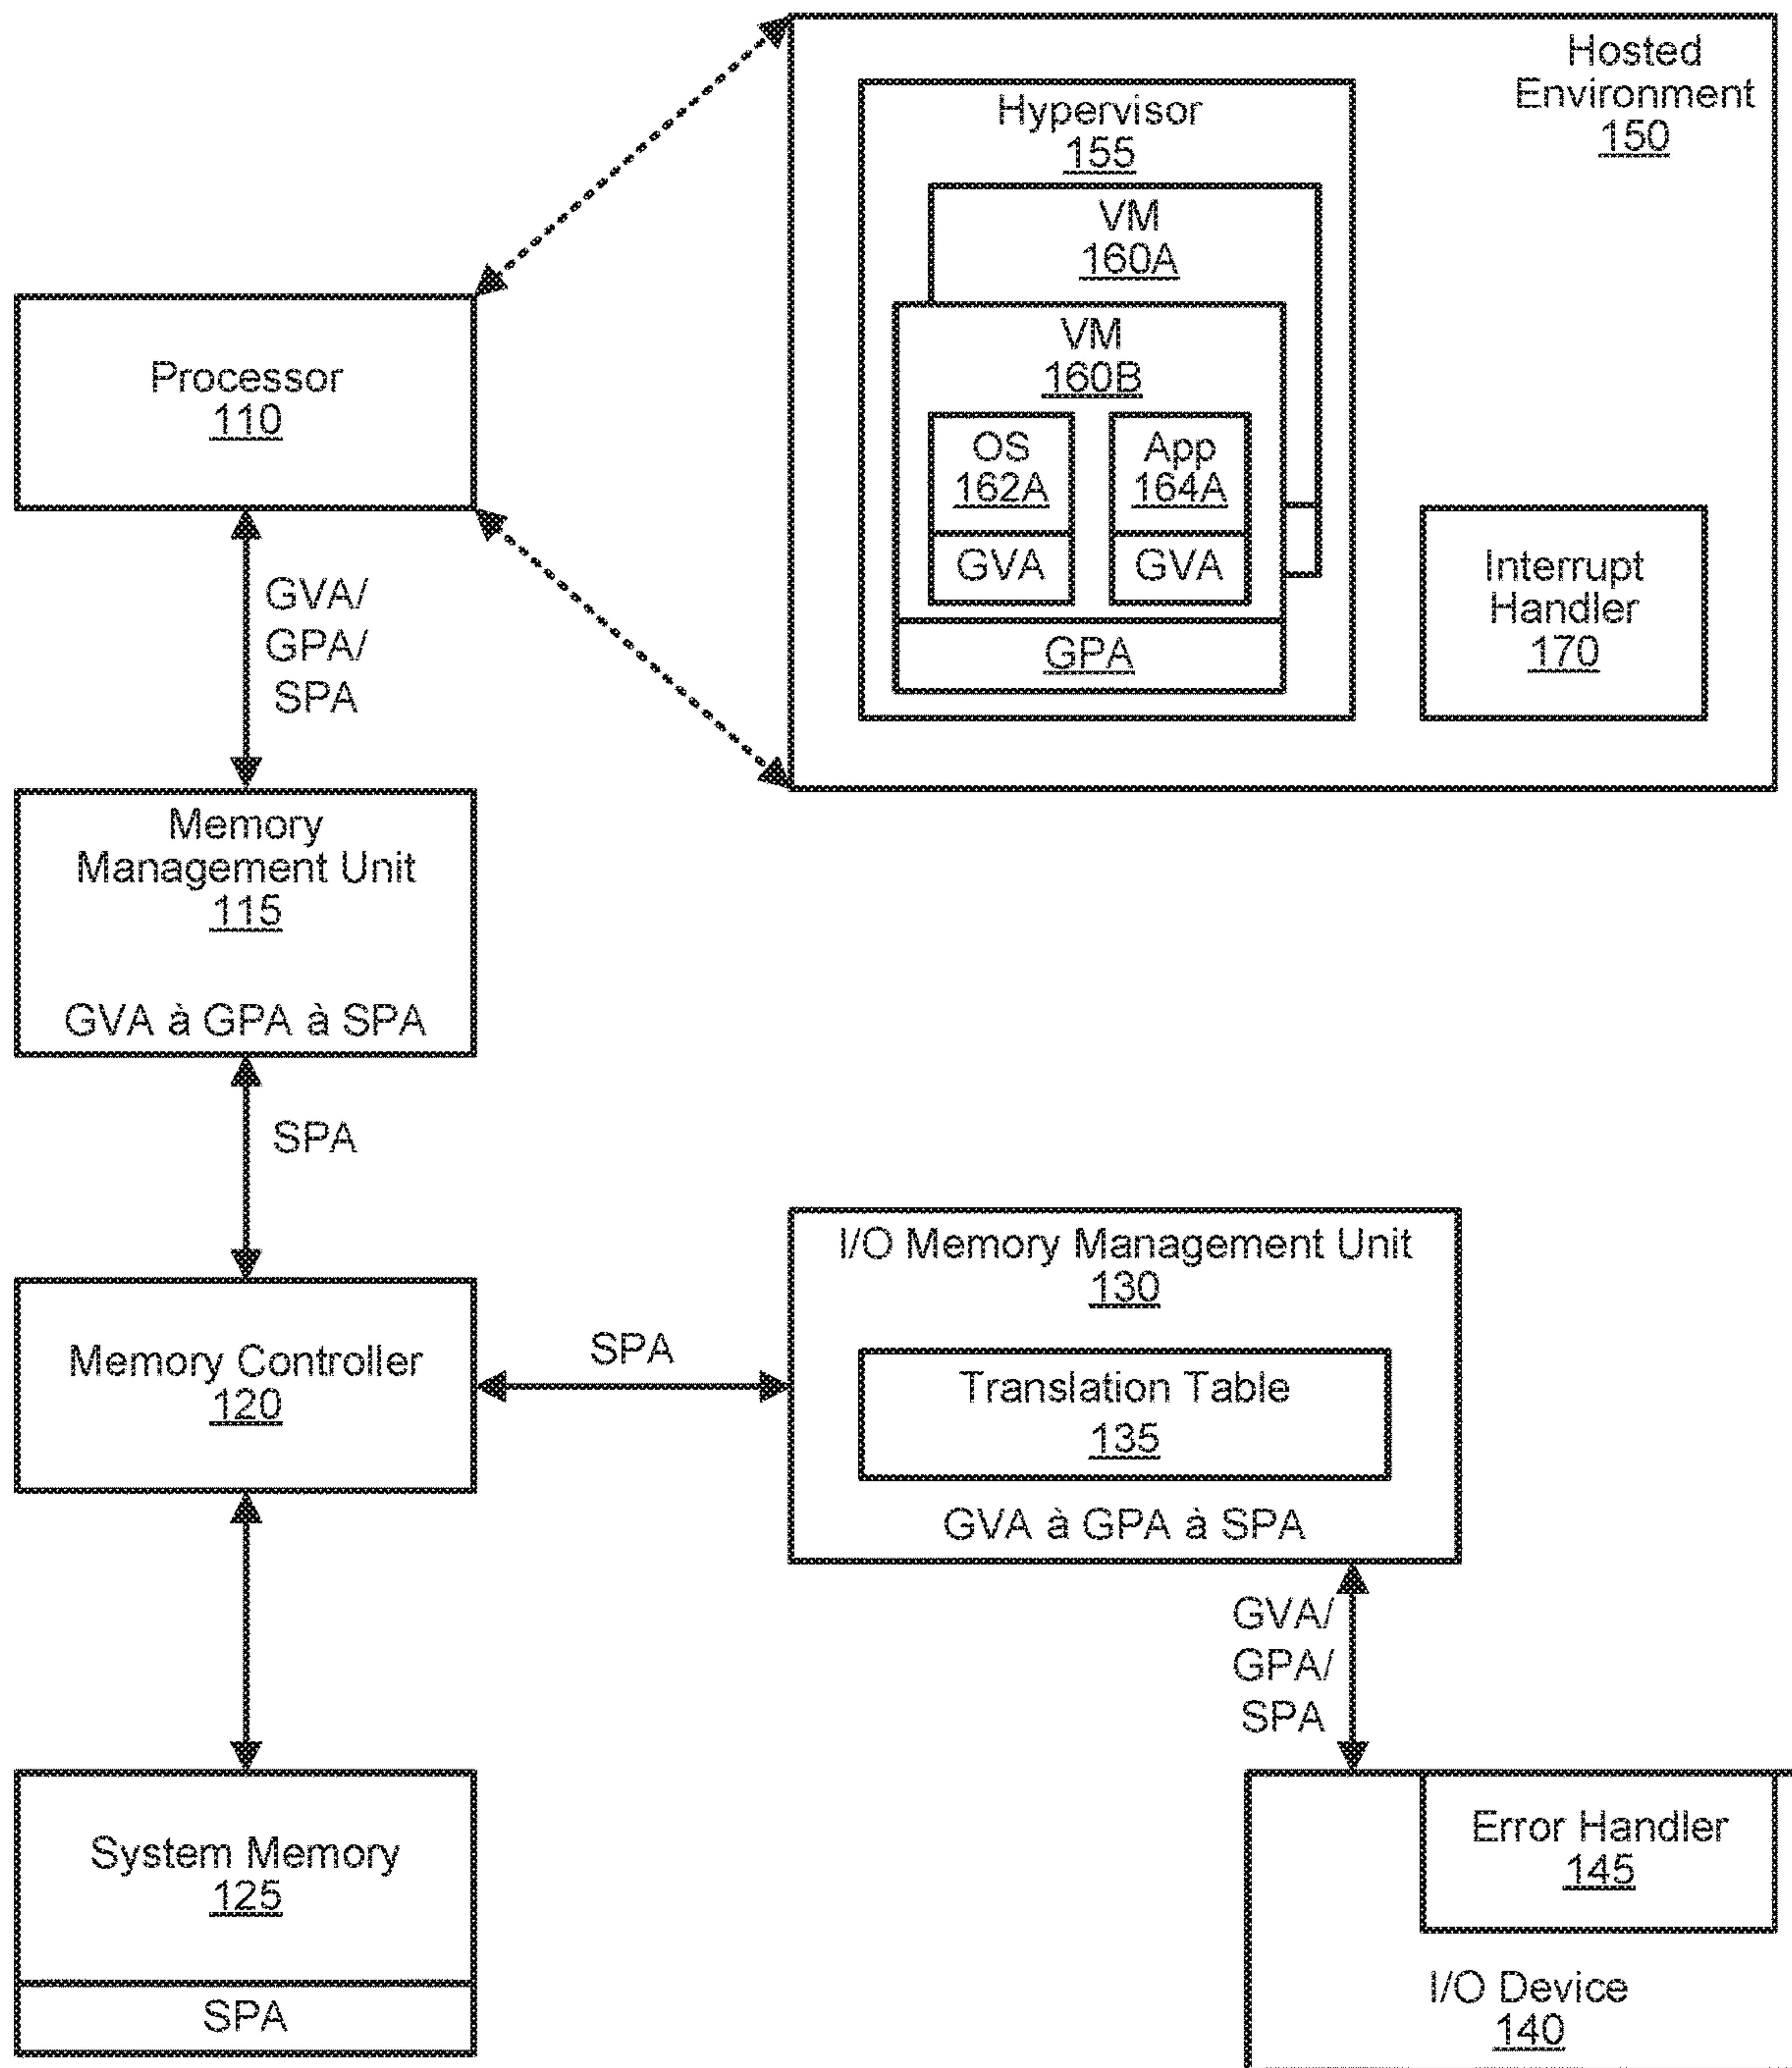 Hosted
Environment
150
Hypervisor
155
VM
160A
VM
160B
OS
162A
App
164A
GVA
GVA
GPA
Interrupt
Handler
170
Processor
110
GVA/
GPA/
SPA
Memory
Management Unit
115
GVA à GPA à SPA
SPA
Memory Controller
120
SPA
I/O Memory Management Unit
130
Translation Table
135
GVA à GPA à SPA
GVA/
GPA/
SPA
System Memory
125
SPA
Error Handler
145
I/O Device
140